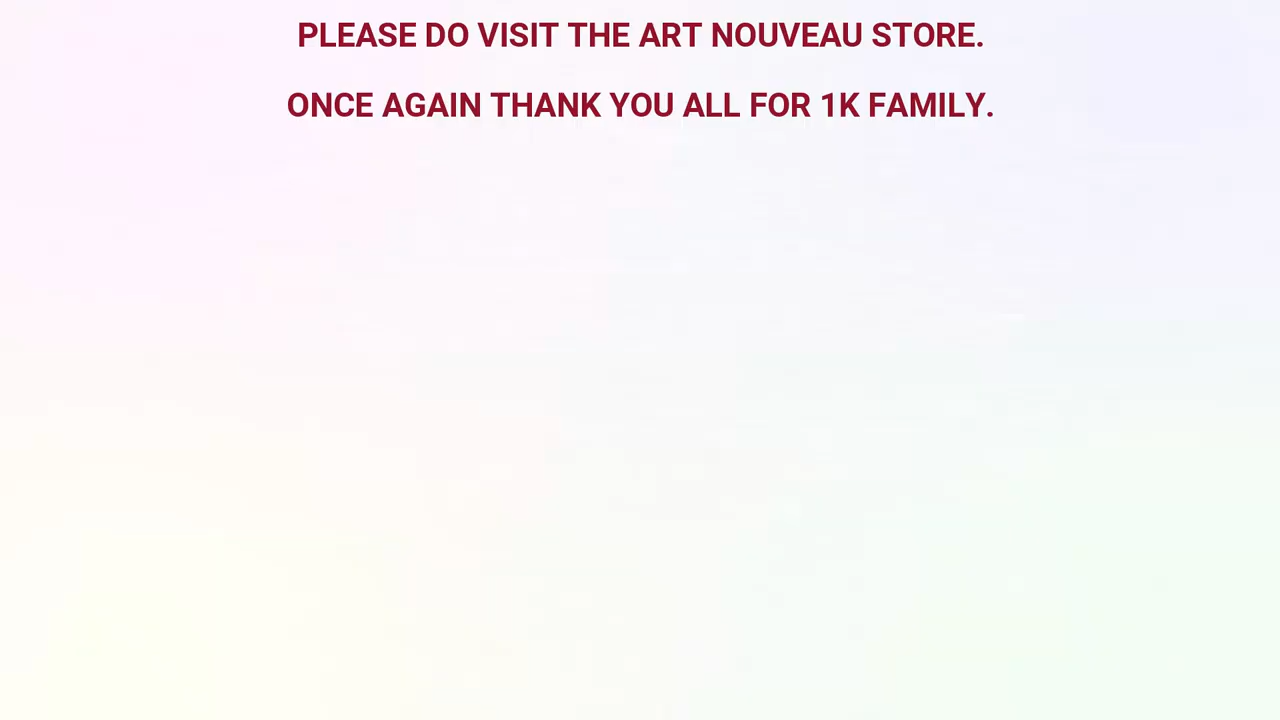 PLEASE DO VISIT THE ART NOUVEAU STORE.
ONCE AGAIN THANK YOU ALL FOR 1K FAMILY.